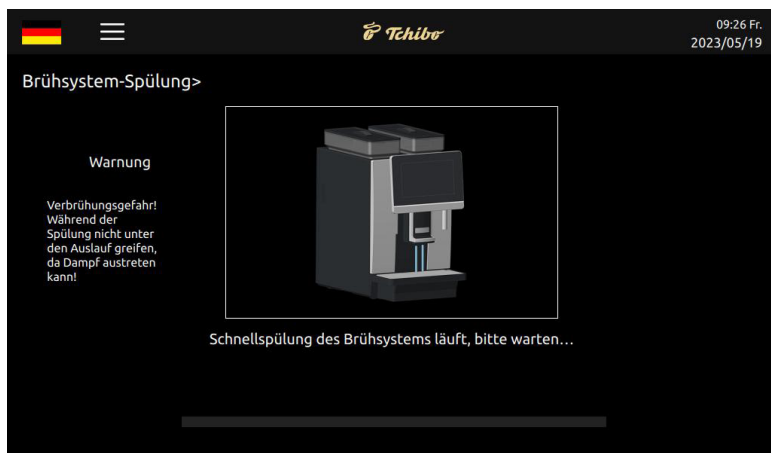 Tchibo
09:26 Fr.
2023/05/19
Brühsystem-Spülung>
Warnung
Verbrühungsgefahr!
Während der
Spülung nicht unter
den Auslauf greifen,
da Dampf austreten
kann!
Schnellspülung des Brühsystems läuft, bitte warten…